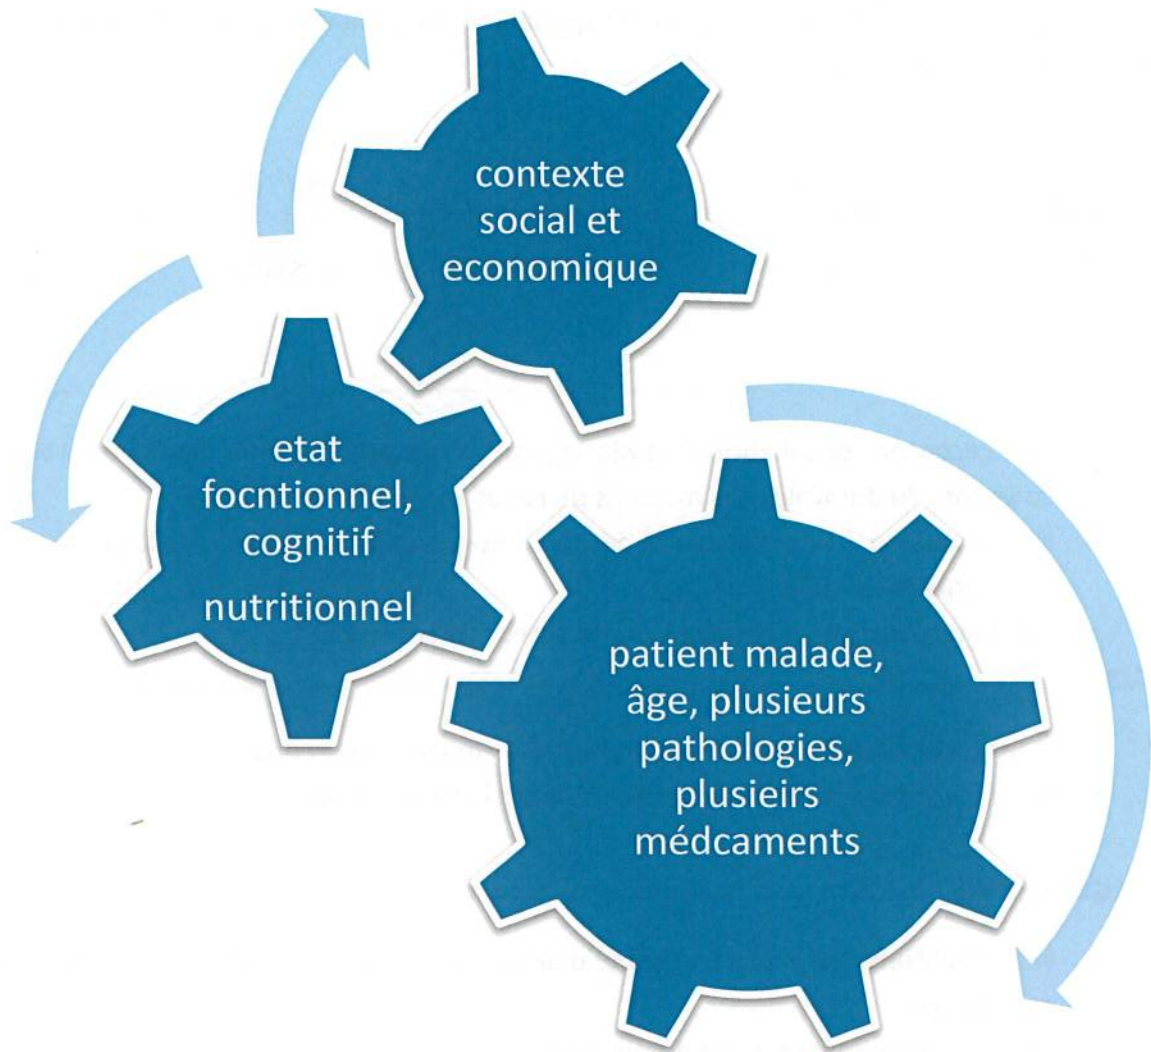 contexte
social et
economique
etat
focntionnel,
cognitif
nutritionnel
patient malade,
âge, plusieurs
pathologies,
plusieirs
médcaments